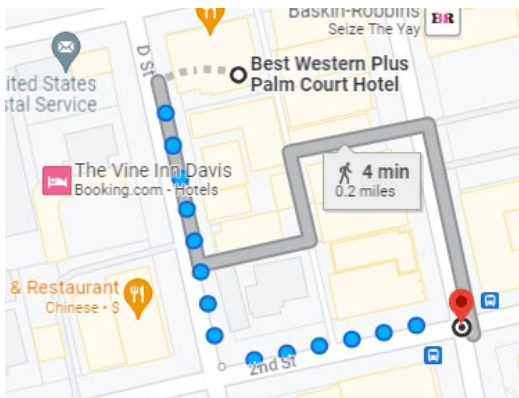 Baskin-Robbins
Seize The Yay
BR
D St
ited States
stal Service
Best Western Plus
Palm Court Hotel
The Vine Inn Davis
Booking.com - Hotels
4 min
0.2 miles
& Restaurant
Chinese • $
2nd St